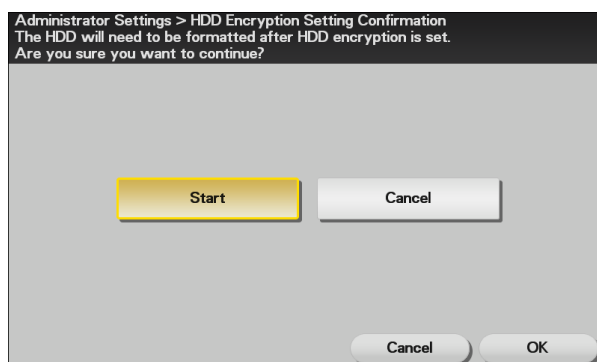 Administrator Settings > HDD Encryption Setting Confirmation
The HDD will need to be formatted after HDD encryption is set.
Are you sure you want to continue?
Start
Cancel
Cancel
OK